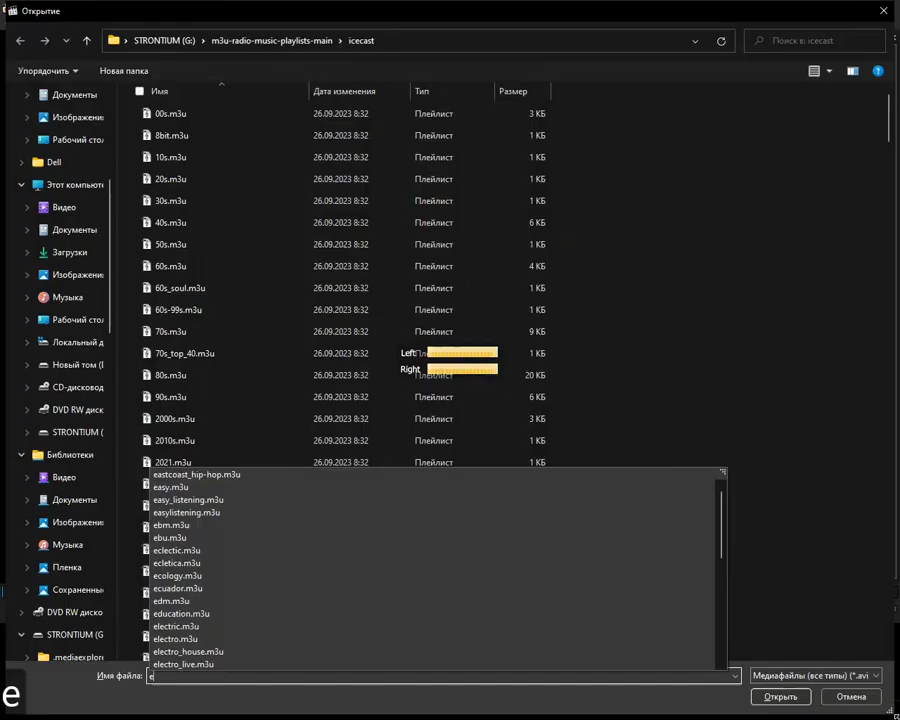 Открытие
STRONTIUM (G:) › m3u-radio-music-playlists-main › icecast
Поиск в: icecast
Упорядочить
Новая папка
Имя
Дата изменения
Тип
Размер
Документы
Изображени
Рабочий стол
Dell
Этот компьюте
Видео
Документы
Загрузки
Изображени
Музыка
Рабочий стол
Локальный д
Новый том (D
CD-дисковод
DVD RW диск
STRONTIUM (
Библиотеки
Видео
Документы
Изображени
Музыка
Пленка
Сохраненны
DVD RW диско
STRONTIUM (G
.mediaexplore
00s.m3u 26.09.2023 8:32 Плейлист 3 КБ
8bit.m3u 26.09.2023 8:32 Плейлист 1 КБ
10s.m3u 26.09.2023 8:32 Плейлист 1 КБ
20s.m3u 26.09.2023 8:32 Плейлист 1 КБ
30s.m3u 26.09.2023 8:32 Плейлист 1 КБ
40s.m3u 26.09.2023 8:32 Плейлист 6 КБ
50s.m3u 26.09.2023 8:32 Плейлист 1 КБ
60s.m3u 26.09.2023 8:32 Плейлист 4 КБ
60s_soul.m3u 26.09.2023 8:32 Плейлист 1 КБ
60s-99s.m3u 26.09.2023 8:32 Плейлист 1 КБ
70s.m3u 26.09.2023 8:32 Плейлист 9 КБ
70s_top_40.m3u 26.09.2023 8:32 Пле 1 КБ
80s.m3u 26.09.2023 8:32 Плейлист 20 КБ
90s.m3u 26.09.2023 8:32 Плейлист 6 КБ
2000s.m3u 26.09.2023 8:32 Плейлист 1 КБ
2010s.m3u 26.09.2023 8:32 Плейлист 1 КБ
2021.m3u 26.09.2023 8:32 Плейлист 1 КБ
Left
Right
eastcoast_hip-hop.m3u
easy.m3u
easy_listening.m3u
easylistening.m3u
ebm.m3u
ebu.m3u
eclectic.m3u
ecletica.m3u
ecology.m3u
ecuador.m3u
edm.m3u
education.m3u
electric.m3u
electro.m3u
electro_house.m3u
electro_live.m3u
Имя файла: e
Медиафайлы (все типы) (*.avi
Открыть
Отмена
e